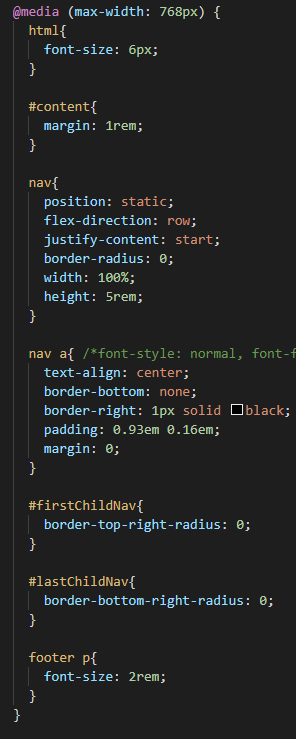 @media (max-width: 768px) {
html{
font-size: 6px;
}
#content{
margin: 1rem;
}
nav{
position: static;
flex-direction: row;
justify-content: start;
border-radius: 0;
width: 100%;
height: 5rem;
}
nav a{ /*font-style: normal, font-f
text-align: center;
border-bottom: none;
border-right: 1px solid black;
padding: 0.93em 0.16em;
margin: 0;
}
#firstChildNav{
border-top-right-radius: 0;
}
#lastChildNav{
border-bottom-right-radius: 0;
}
footer p{
font-size: 2rem;
}
}